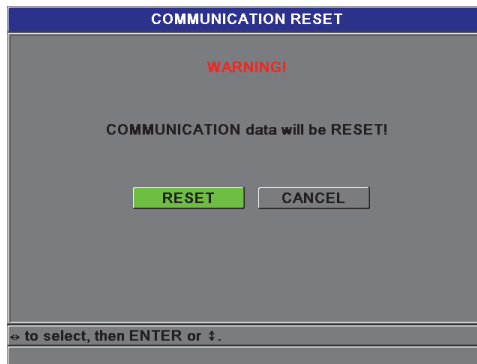 COMMUNICATION RESET
WARNING!
COMMUNICATION data will be RESET!
RESET CANCEL
⇔ to select, then ENTER or ⇕.